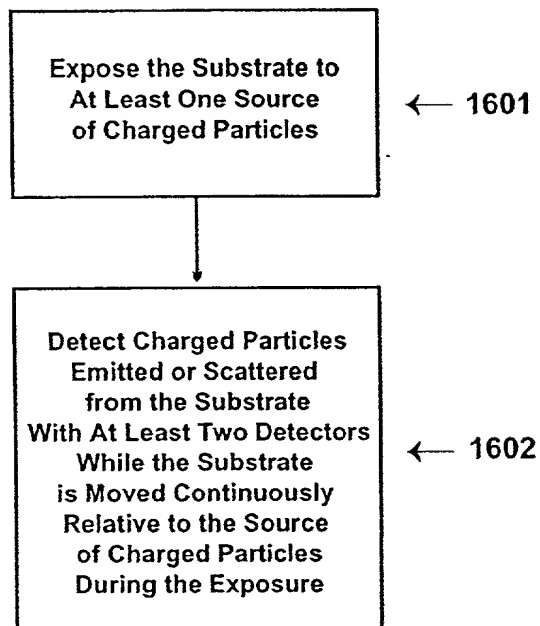 Expose the Substrate to
At Least One Source
of Charged Particles
← 1601
Detect Charged Particles
Emitted or Scattered
from the Substrate
With At Least Two Detectors
While the Substrate
is Moved Continuously
Relative to the Source
of Charged Particles
During the Exposure
← 1602